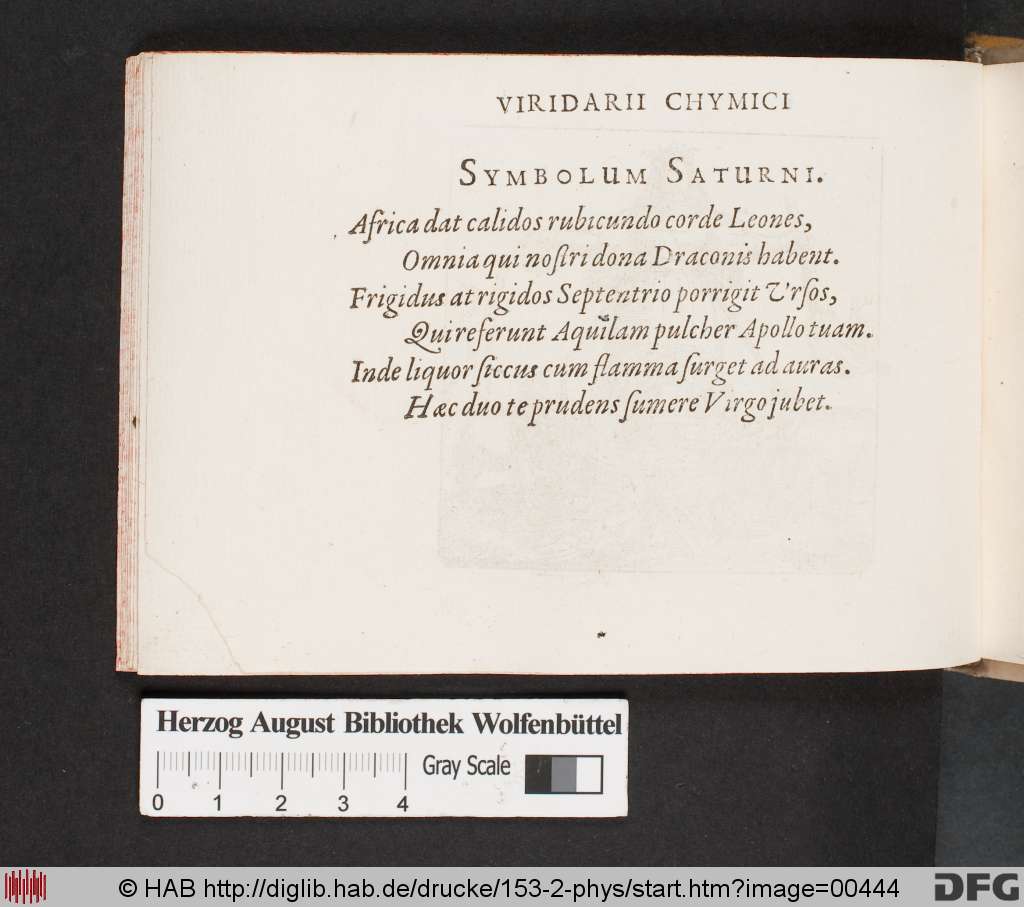 VIRIDARII CHYMICI
SYMBOLUM SATURNI.
Africa dat calidos rubicundo corde Leones,
Omnia qui noſtri dona Draconis habent.
Frigidus at rigidos Septentrio porrigit Urſos,
Qui referunt Aquilam pulcher Apollo tuam.
Inde liquor ſiccus cum flamma ſurget ad auras.
Hæc duo te prudens ſumere Virgo jubet.
Herzog August Bibliothek Wolfenbüttel
Gray Scale
0 1 2 3 4
© HAB http://diglib.hab.de/drucke/153-2-phys/start.htm?image=00444
DFG